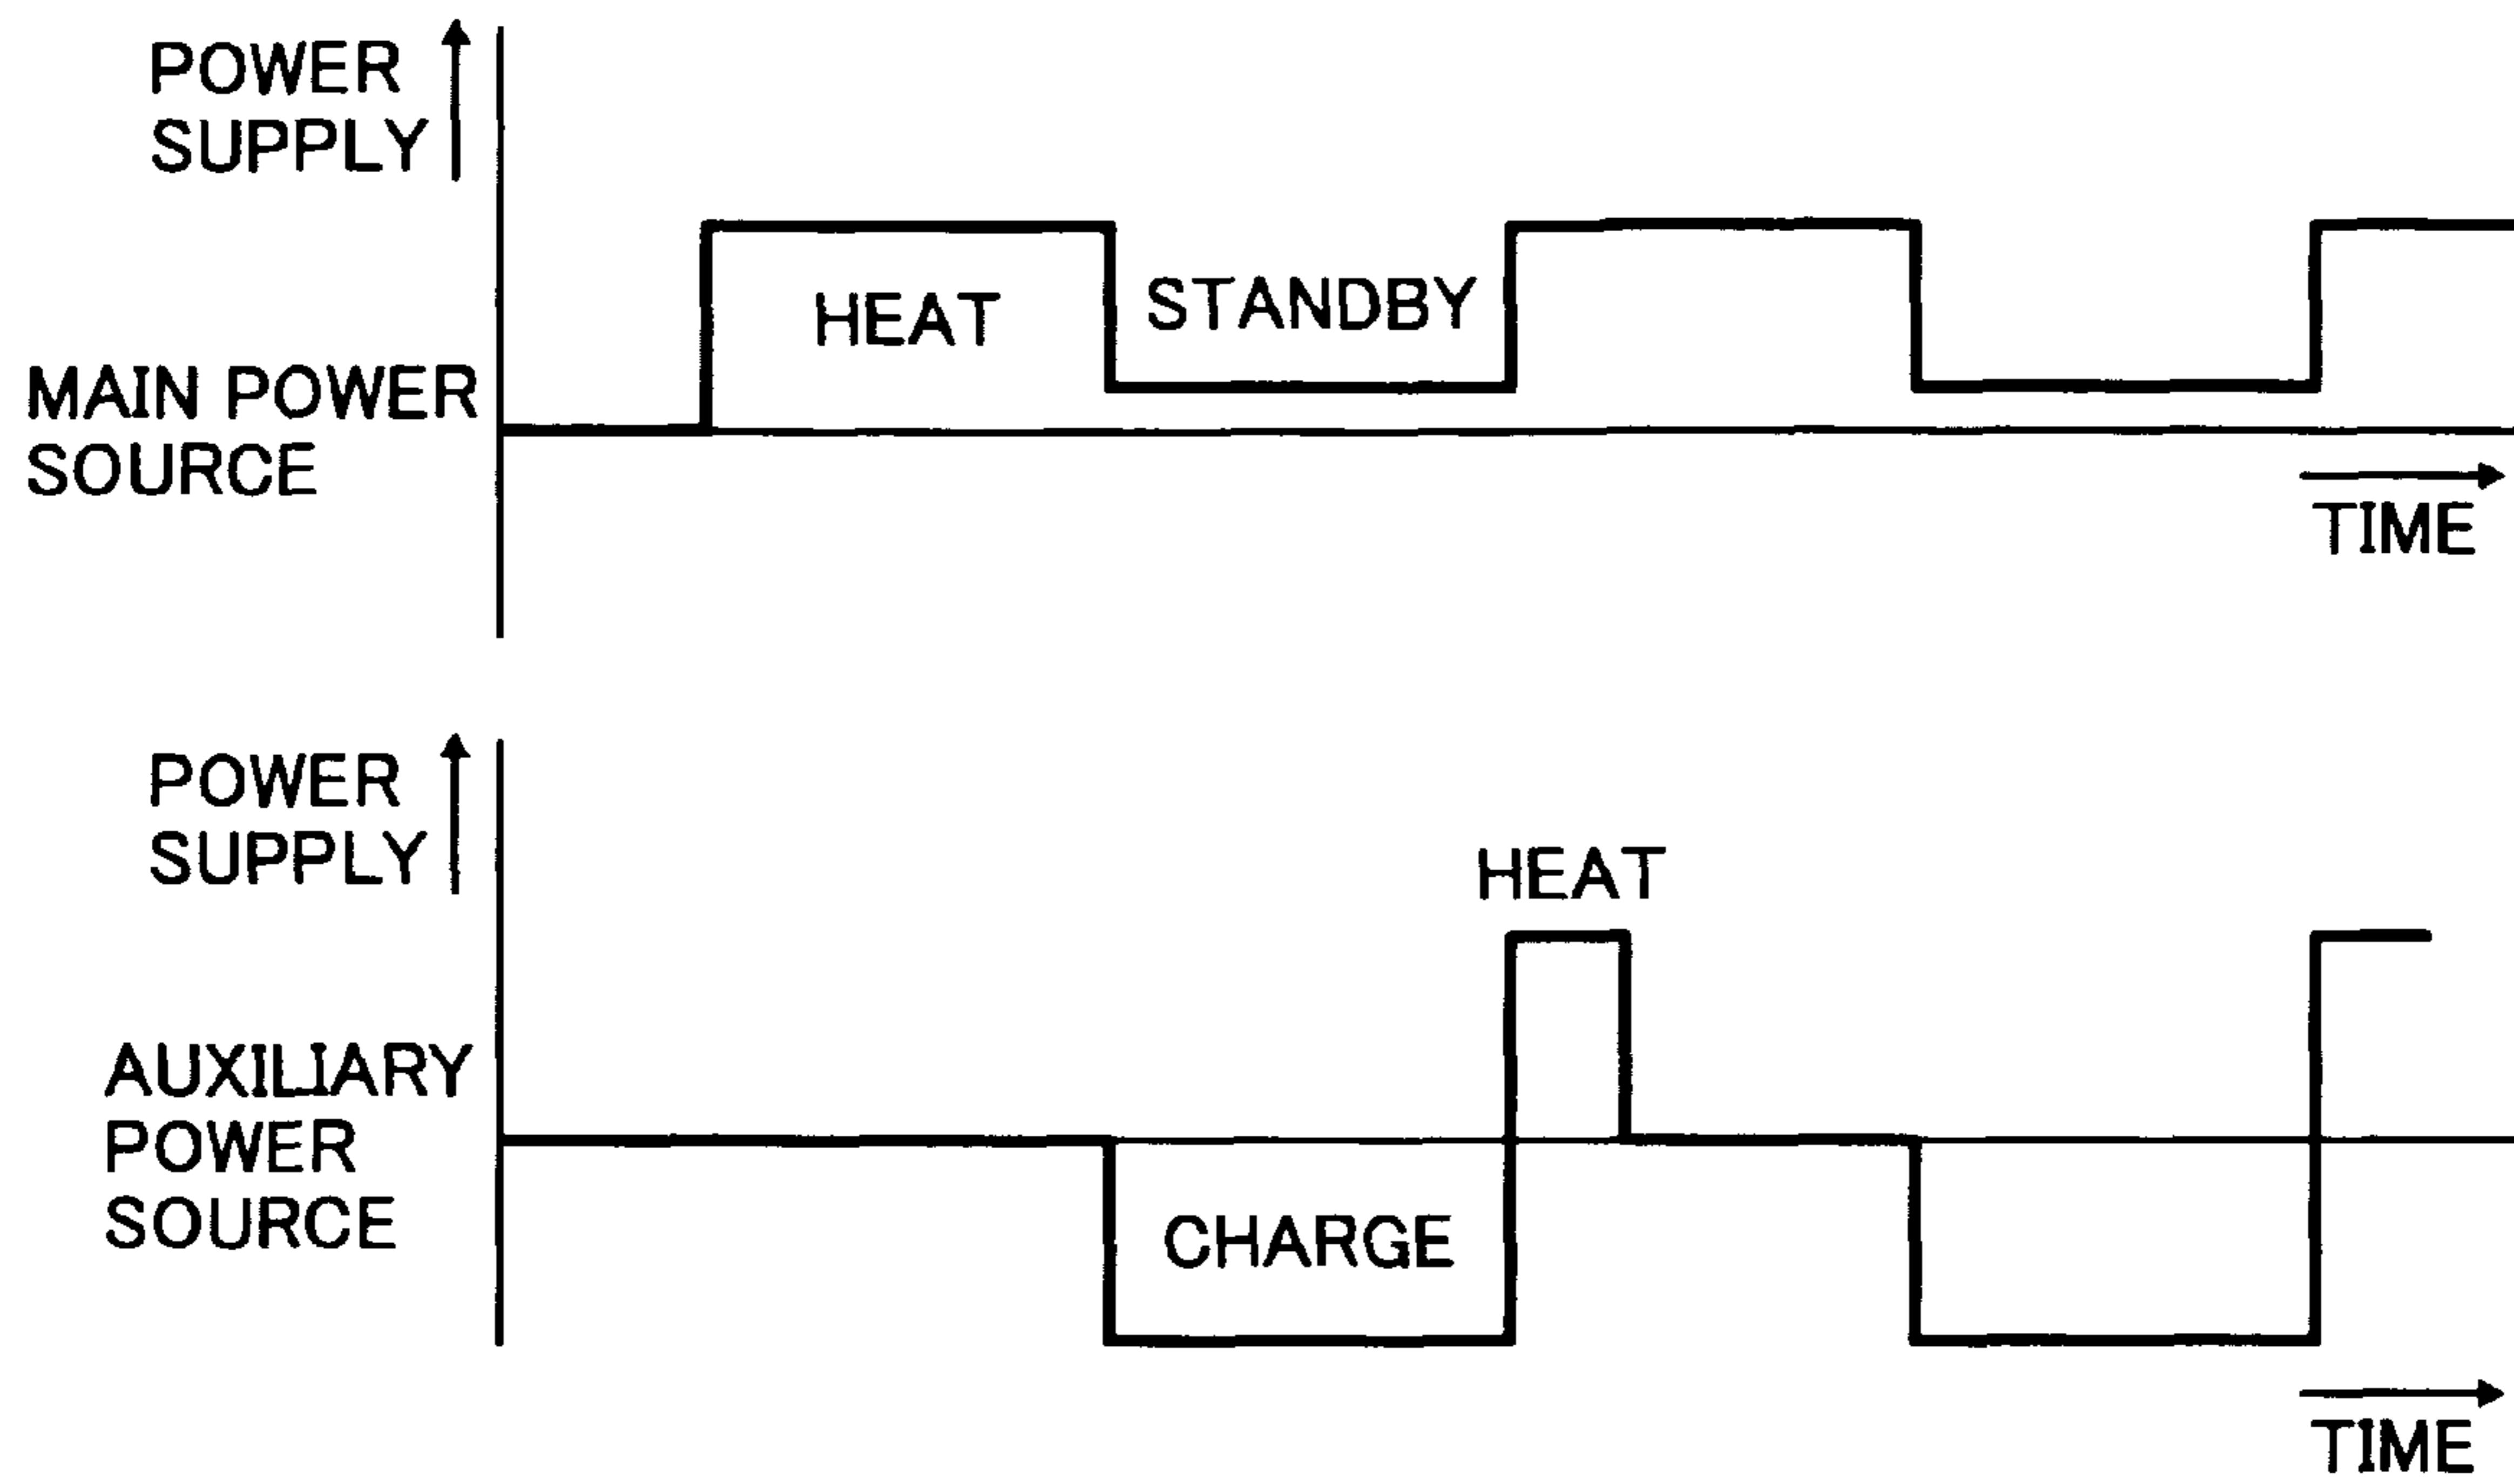 POWER
SUPPLY
HEAT
STANDBY
MAIN POWER
SOURCE
TIME
POWER
SUPPLY
HEAT
AUXILIARY
POWER
SOURCE
CHARGE
TIME